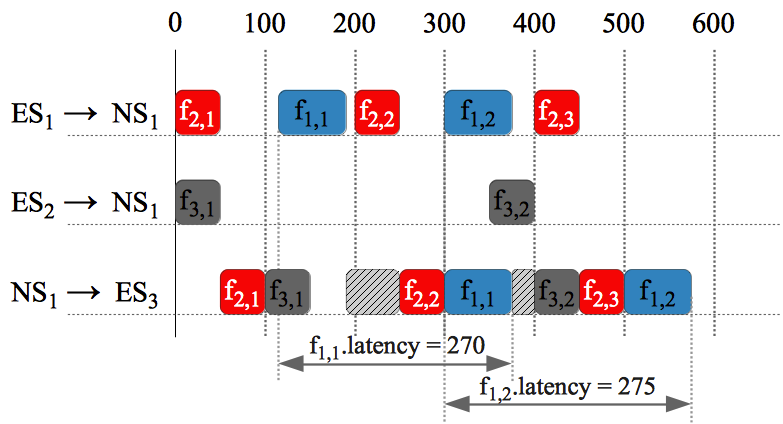 0 100 200 300 400 500 600
ES₁ → NS₁ f₂,₁ f₁,₁ f₂,₂ f₁,₂ f₂,₃
ES₂ → NS₁ f₃,₁ f₃,₂
NS₁ → ES₃ f₂,₁ f₃,₁ f₂,₂ f₁,₁ f₃,₂ f₂,₃ f₁,₂
f₁,₁.latency = 270
f₁,₂.latency = 275